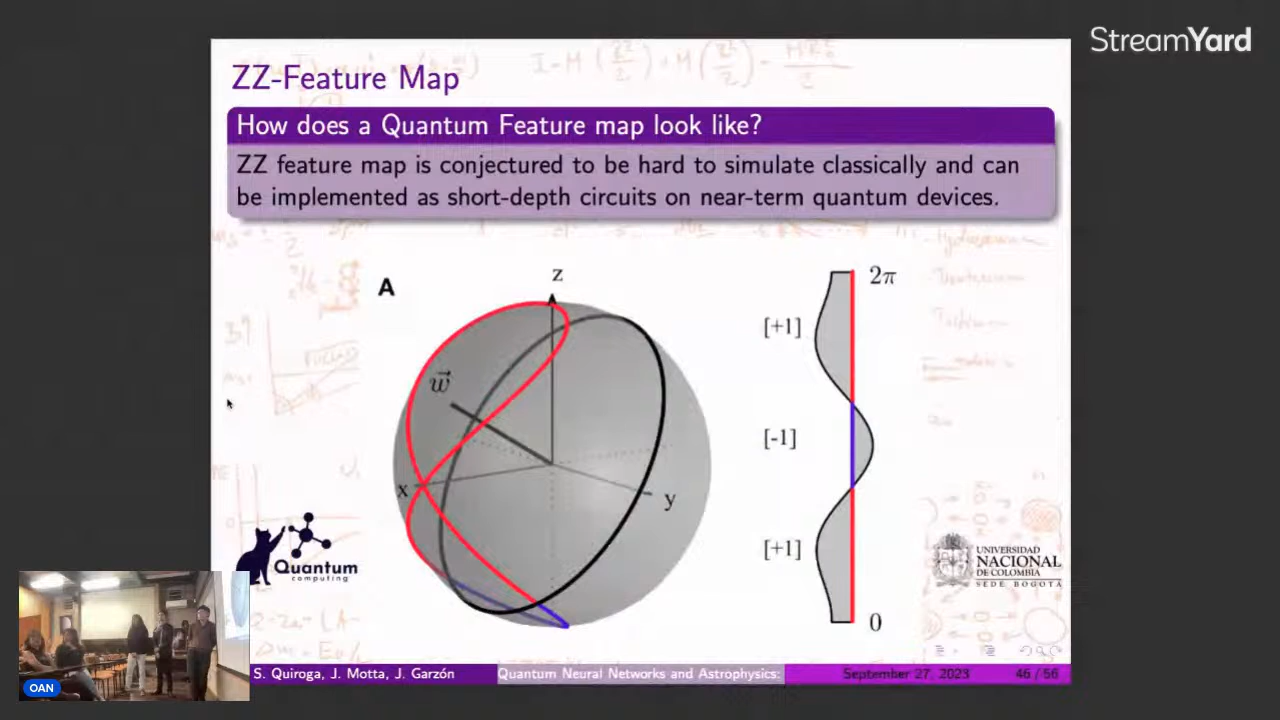 StreamYard
ZZ-Feature Map
How does a Quantum Feature map look like?
ZZ feature map is conjectured to be hard to simulate classically and can
be implemented as short-depth circuits on near-term quantum devices.
A
z
w
x
y
2π
[+1]
[-1]
[+1]
0
Quantum
computing
UNIVERSIDAD
NACIONAL
DE COLOMBIA
SEDE BOGOTÁ
OAN
S. Quiroga, J. Motta, J. Garzón
Quantum Neural Networks and Astrophysics:
September 27, 2023
46 / 56